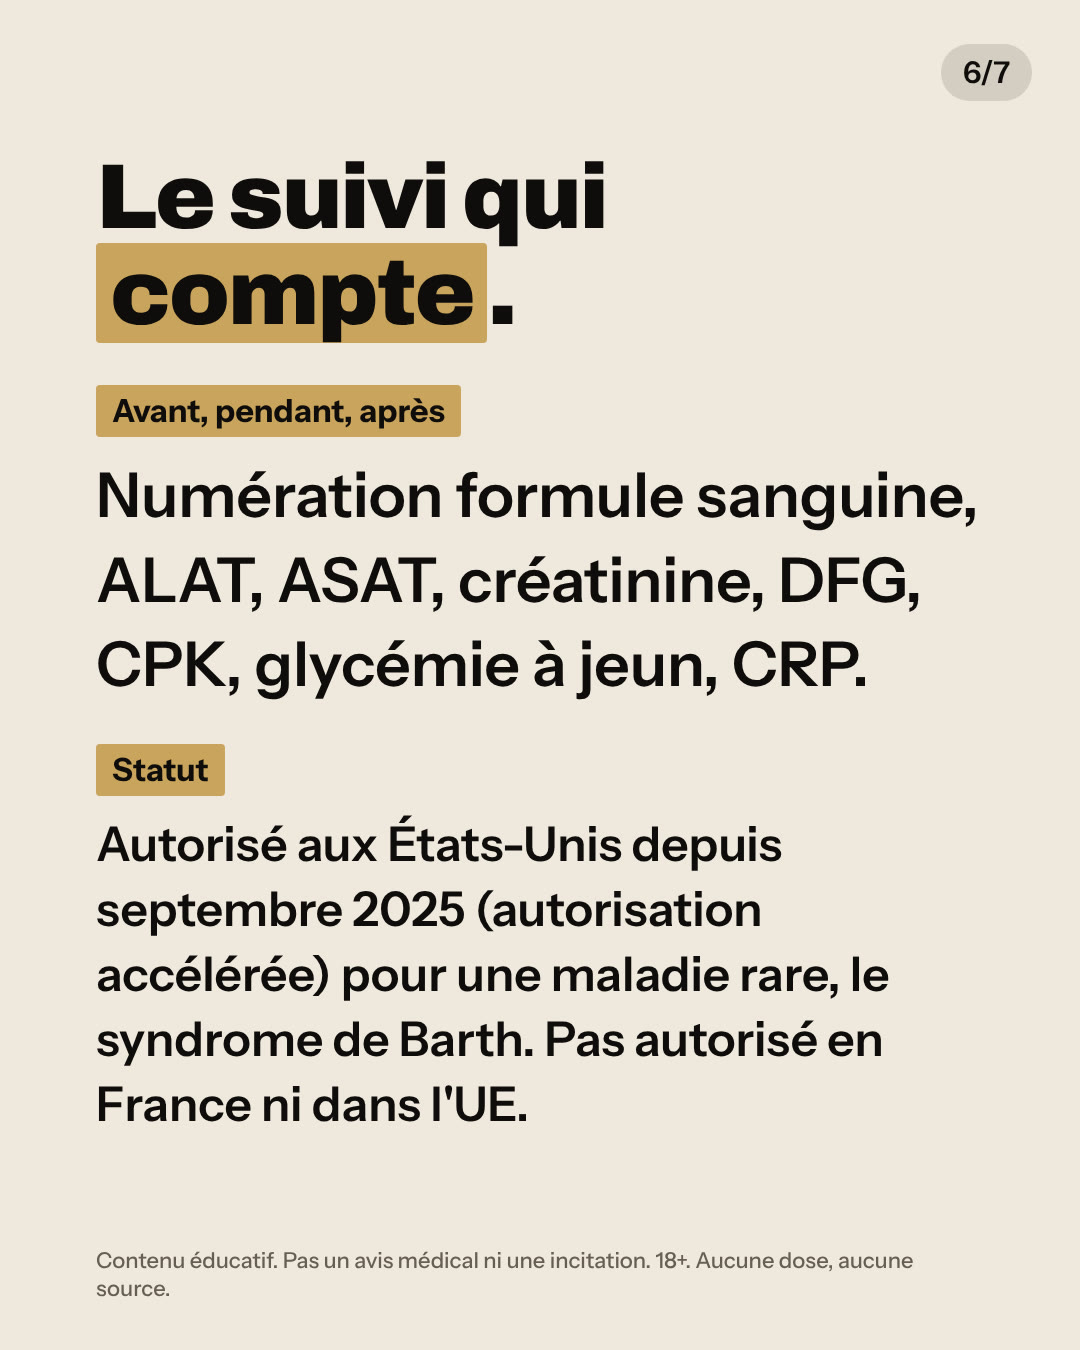 6/7
Le suivi qui
compte.
Avant, pendant, après
Numération formule sanguine,
ALAT, ASAT, créatinine, DFG,
CPK, glycémie à jeun, CRP.
Statut
Autorisé aux États-Unis depuis
septembre 2025 (autorisation
accélérée) pour une maladie rare, le
syndrome de Barth. Pas autorisé en
France ni dans l'UE.
Contenu éducatif. Pas un avis médical ni une incitation. 18+. Aucune dose, aucune
source.